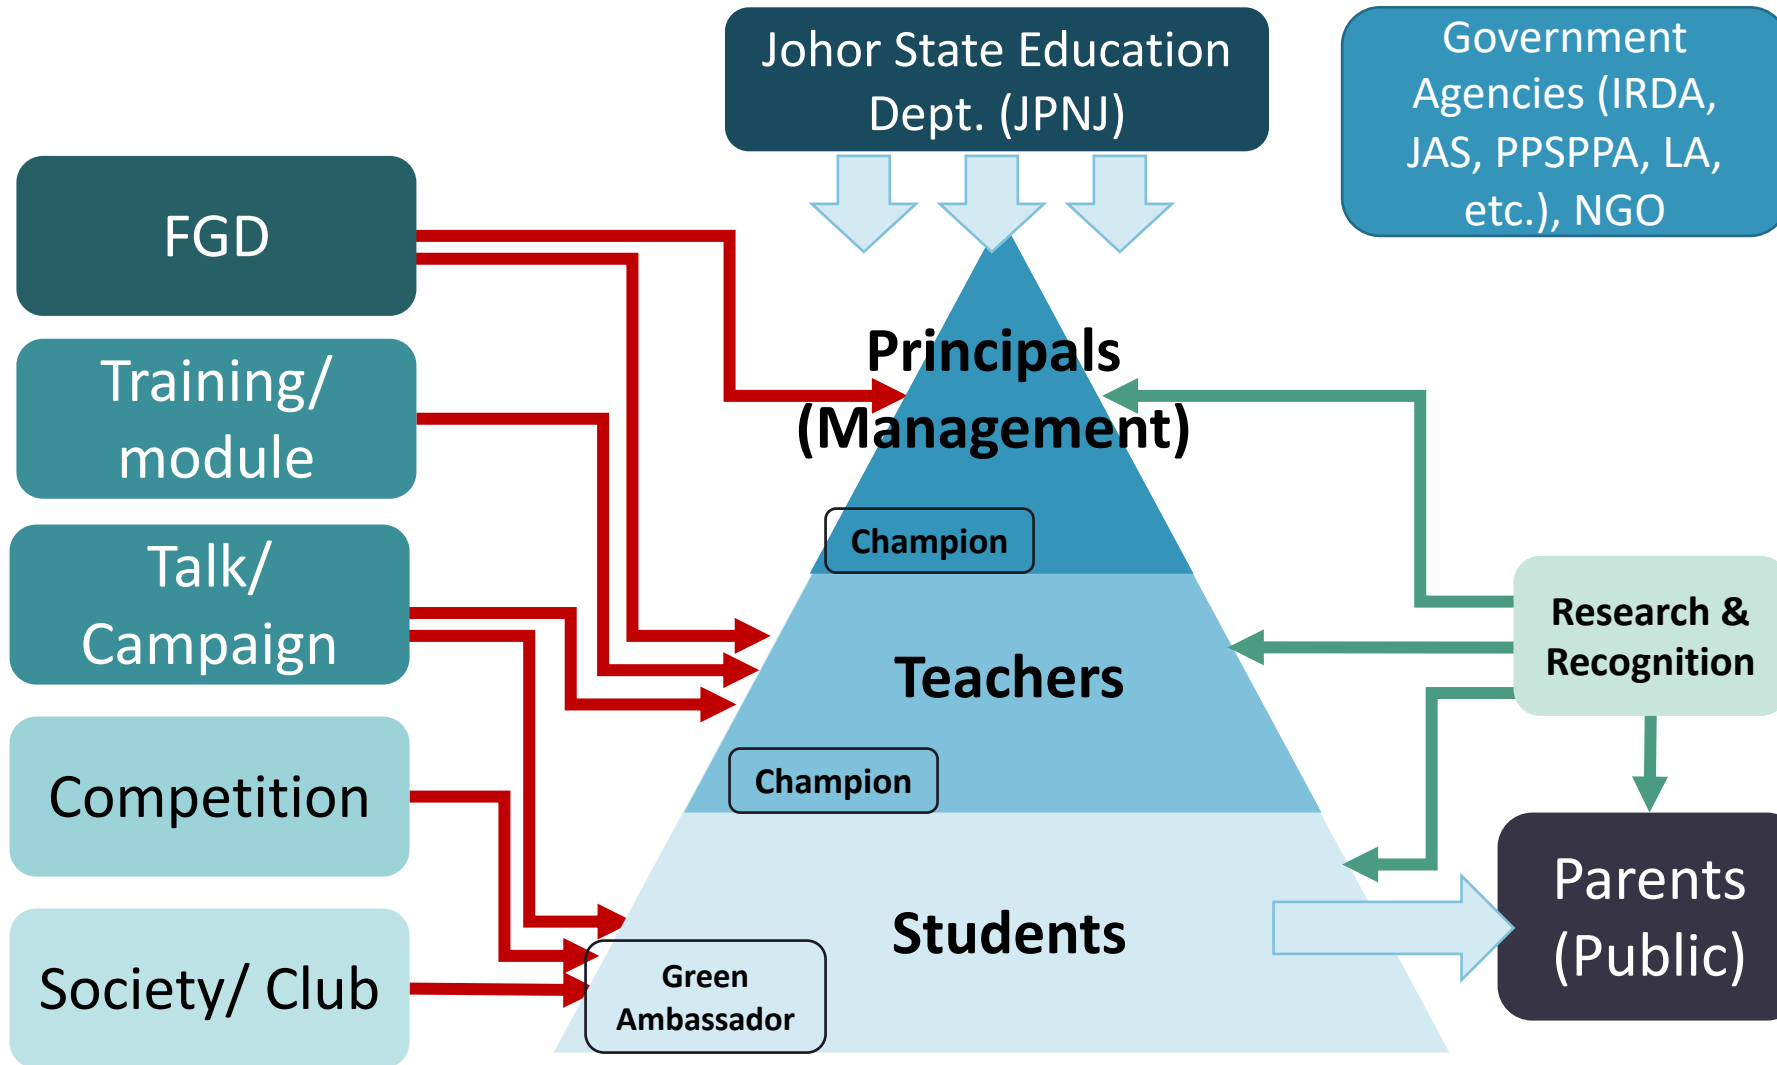 Johor State Education
Dept. (JPNJ)
Government
Agencies (IRDA,
JAS, PPSPPA, LA,
etc.), NGO
FGD
Training/
module
Talk/
Campaign
Competition
Society/ Club
Principals
(Management)
Champion
Teachers
Champion
Students
Green
Ambassador
Research &
Recognition
Parents
(Public)